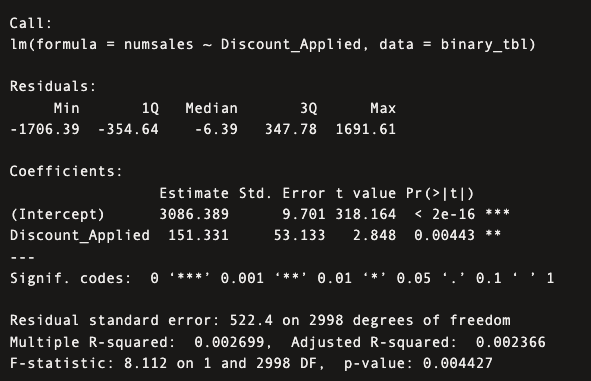 Call:
lm(formula = numsales ~ Discount_Applied, data = binary_tbl)
Residuals:
     Min       1Q   Median       3Q      Max
-1706.39  -354.64    -6.39   347.78  1691.61
Coefficients:
                 Estimate Std. Error t value Pr(>|t|)
(Intercept)      3086.389      9.701 318.164  < 2e-16 ***
Discount_Applied  151.331     53.133   2.848  0.00443 **
---
Signif. codes:  0 ‘***’ 0.001 ‘**’ 0.01 ‘*’ 0.05 ‘.’ 0.1 ‘ ’ 1
Residual standard error: 522.4 on 2998 degrees of freedom
Multiple R-squared:  0.002699,  Adjusted R-squared:  0.002366
F-statistic: 8.112 on 1 and 2998 DF,  p-value: 0.004427